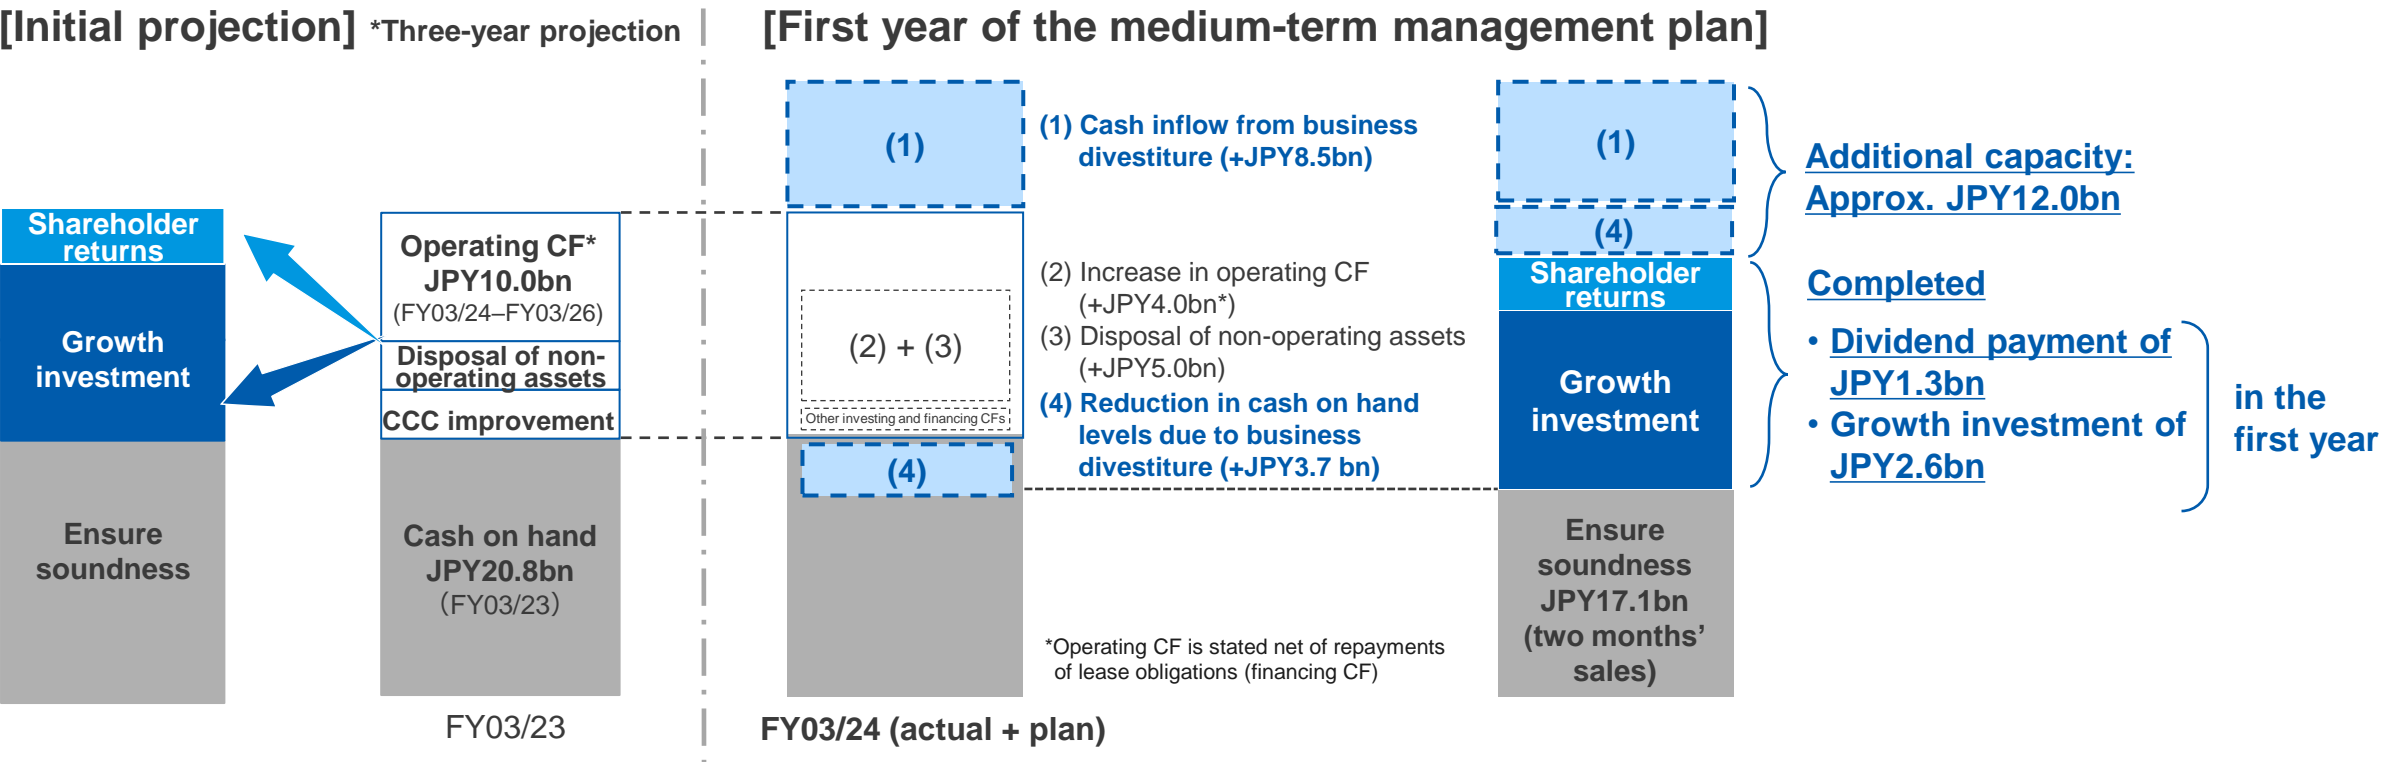 [Initial projection] *Three-year projection
[First year of the medium-term management plan]
Shareholder
returns
Growth
investment
Ensure
soundness
Operating CF*
JPY10.0bn
(FY03/24–FY03/26)
Disposal of non-
operating assets
CCC improvement
Cash on hand
JPY20.8bn
（FY03/23）
FY03/23
(1)
(2) + (3)
Other investing and financing CFs
(4)
FY03/24 (actual + plan)
(1) Cash inflow from business
divestiture (+JPY8.5bn)
(2) Increase in operating CF
(+JPY4.0bn*)
(3) Disposal of non-operating assets
(+JPY5.0bn)
(4) Reduction in cash on hand
levels due to business
divestiture (+JPY3.7 bn)
*Operating CF is stated net of repayments
of lease obligations (financing CF)
(1)
(4)
Shareholder
returns
Growth
investment
Ensure
soundness
JPY17.1bn
(two months’
sales)
Additional capacity:
Approx. JPY12.0bn
Completed
• Dividend payment of
JPY1.3bn
• Growth investment of
JPY2.6bn
in the
first year